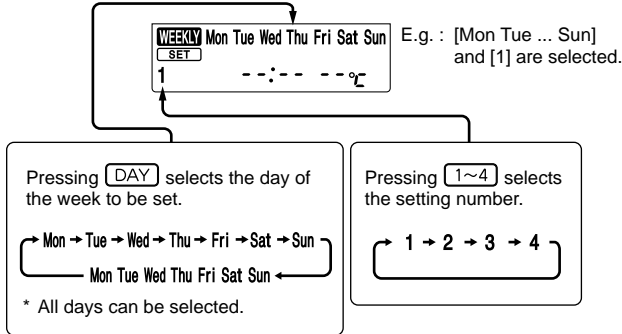 WEEKLY Mon Tue Wed Thu Fri Sat Sun
SET
1 --:-- --°C
E.g. : [Mon Tue ... Sun]
and [1] are selected.
Pressing DAY selects the day of
the week to be set.
Mon → Tue → Wed → Thu → Fri → Sat → Sun
Mon Tue Wed Thu Fri Sat Sun
* All days can be selected.
Pressing 1~4 selects
the setting number.
1 → 2 → 3 → 4